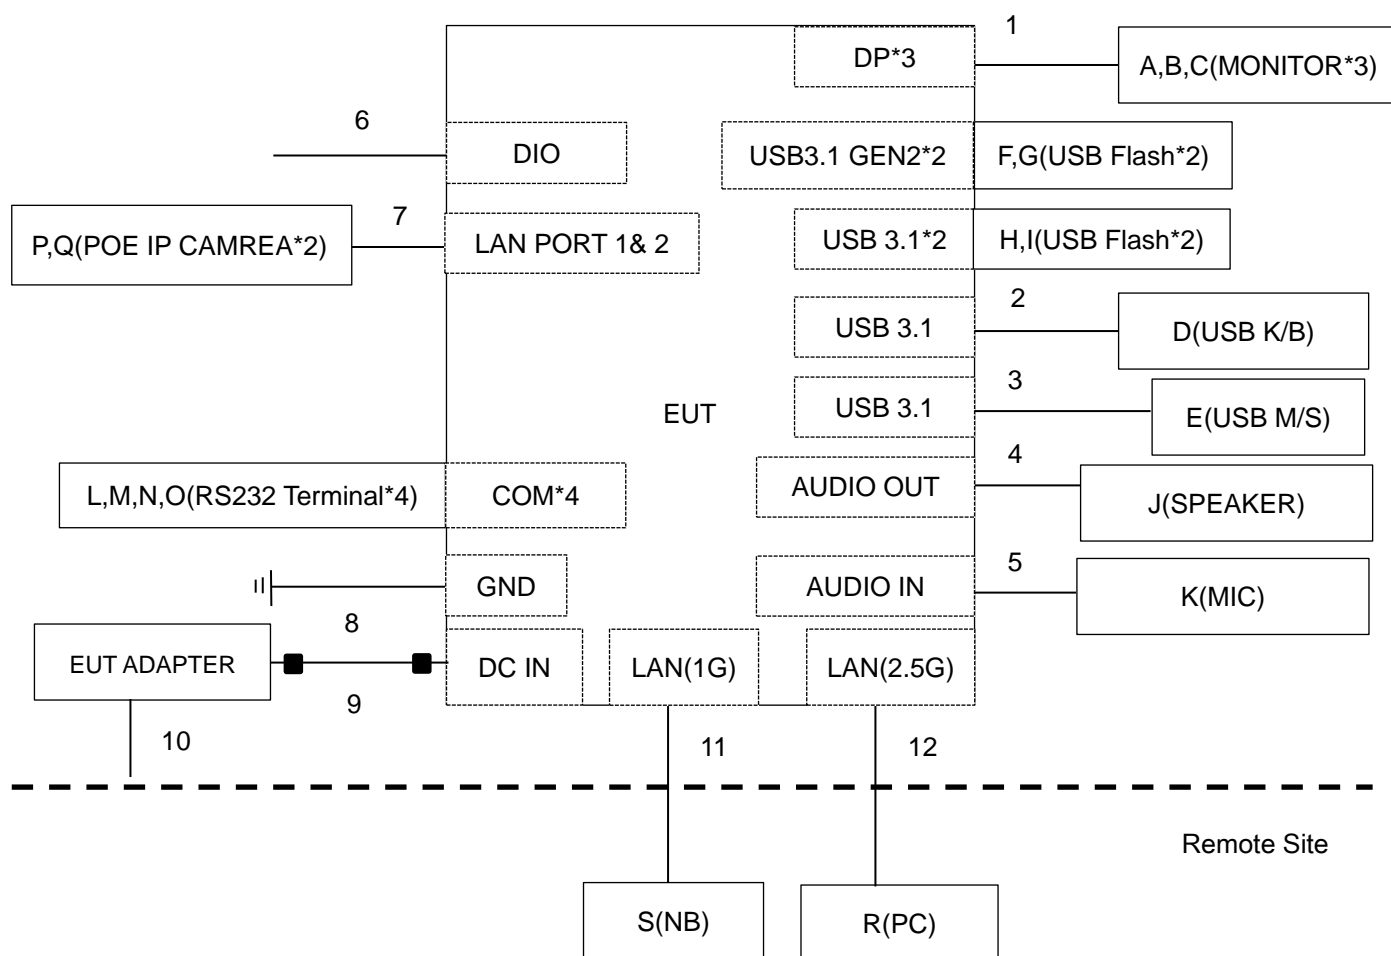 1
DP*3
A,B,C(MONITOR*3)
6
DIO
USB3.1 GEN2*2
F,G(USB Flash*2)
7
P,Q(POE IP CAMREA*2)
LAN PORT 1& 2
USB 3.1*2
H,I(USB Flash*2)
2
USB 3.1
D(USB K/B)
3
EUT
USB 3.1
E(USB M/S)
4
L,M,N,O(RS232 Terminal*4)
COM*4
AUDIO OUT
J(SPEAKER)
5
GND
AUDIO IN
K(MIC)
8
EUT ADAPTER
DC IN
LAN(1G)
LAN(2.5G)
9
10
11
12
Remote Site
S(NB)
R(PC)